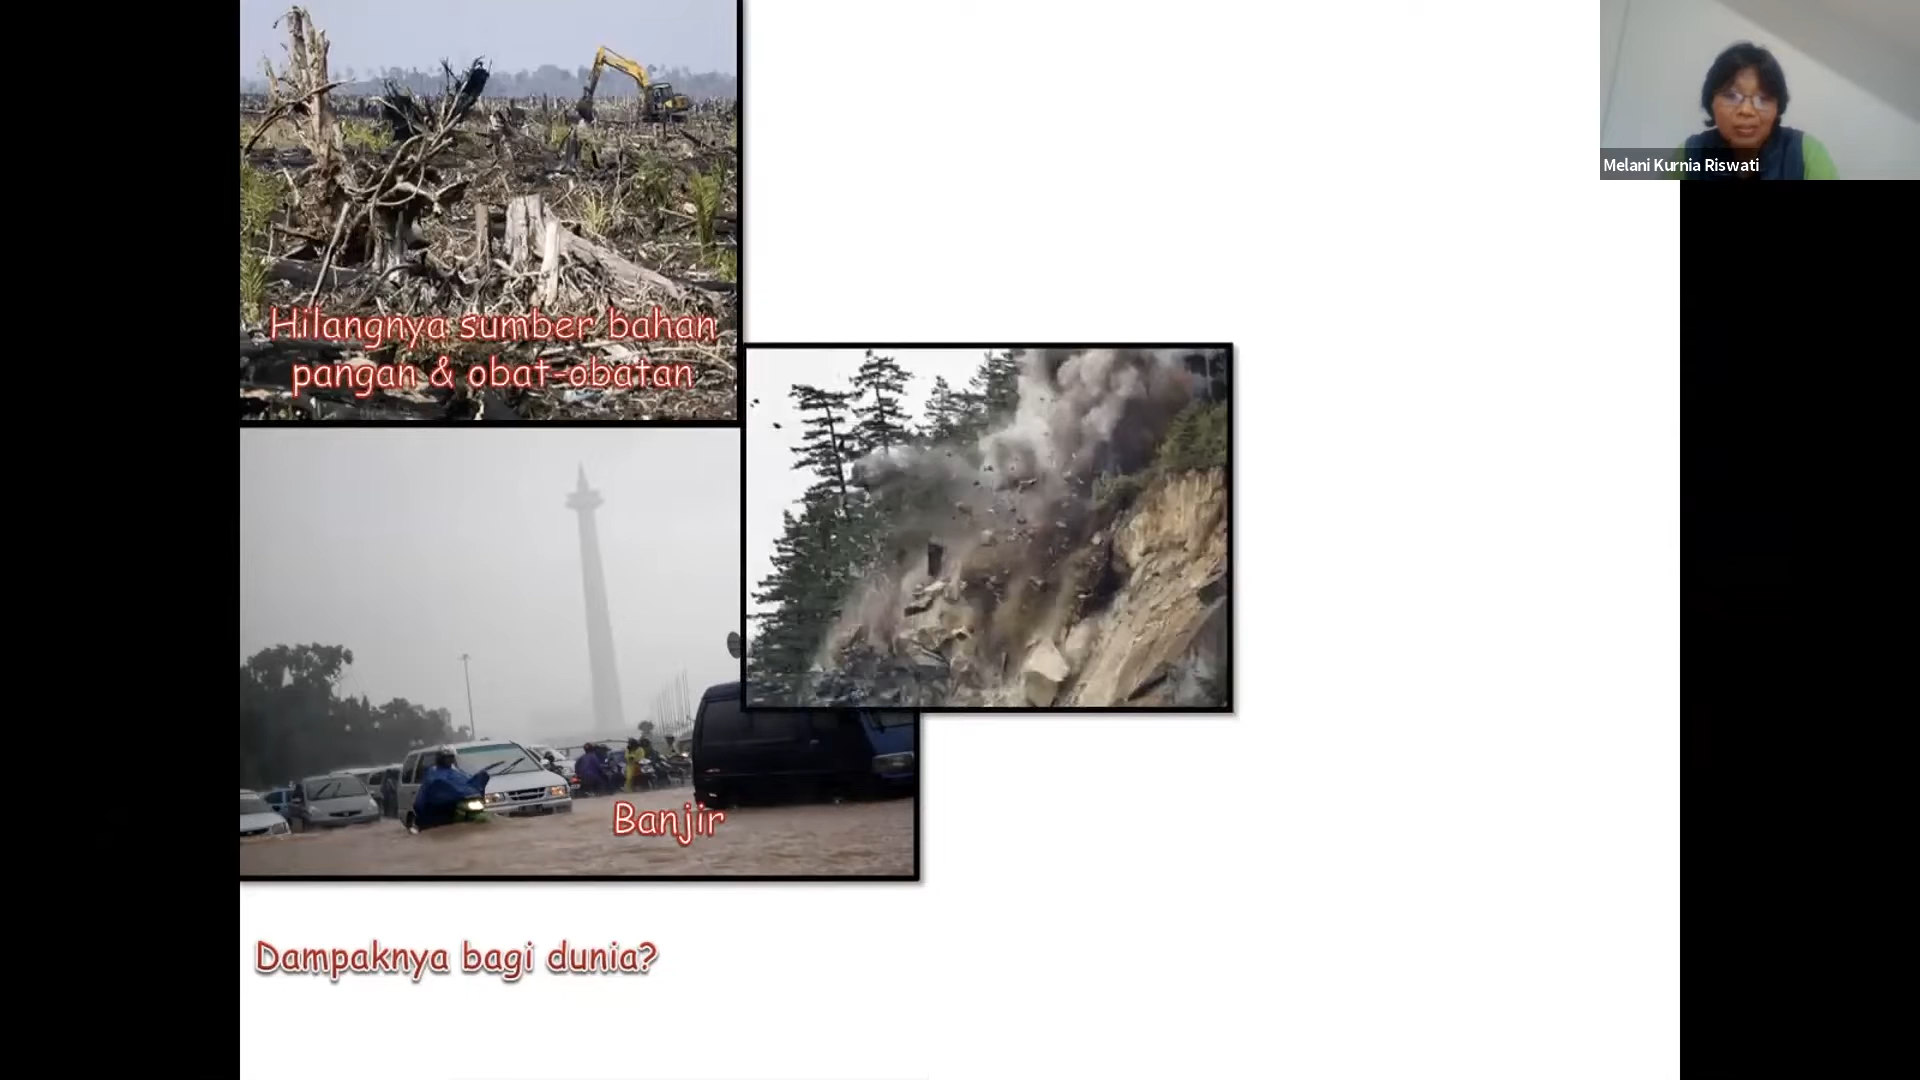 Hilangnya sumber bahan
pangan & obat-obatan
Melani Kurnia Riswati
Banjir
Dampaknya bagi dunia?